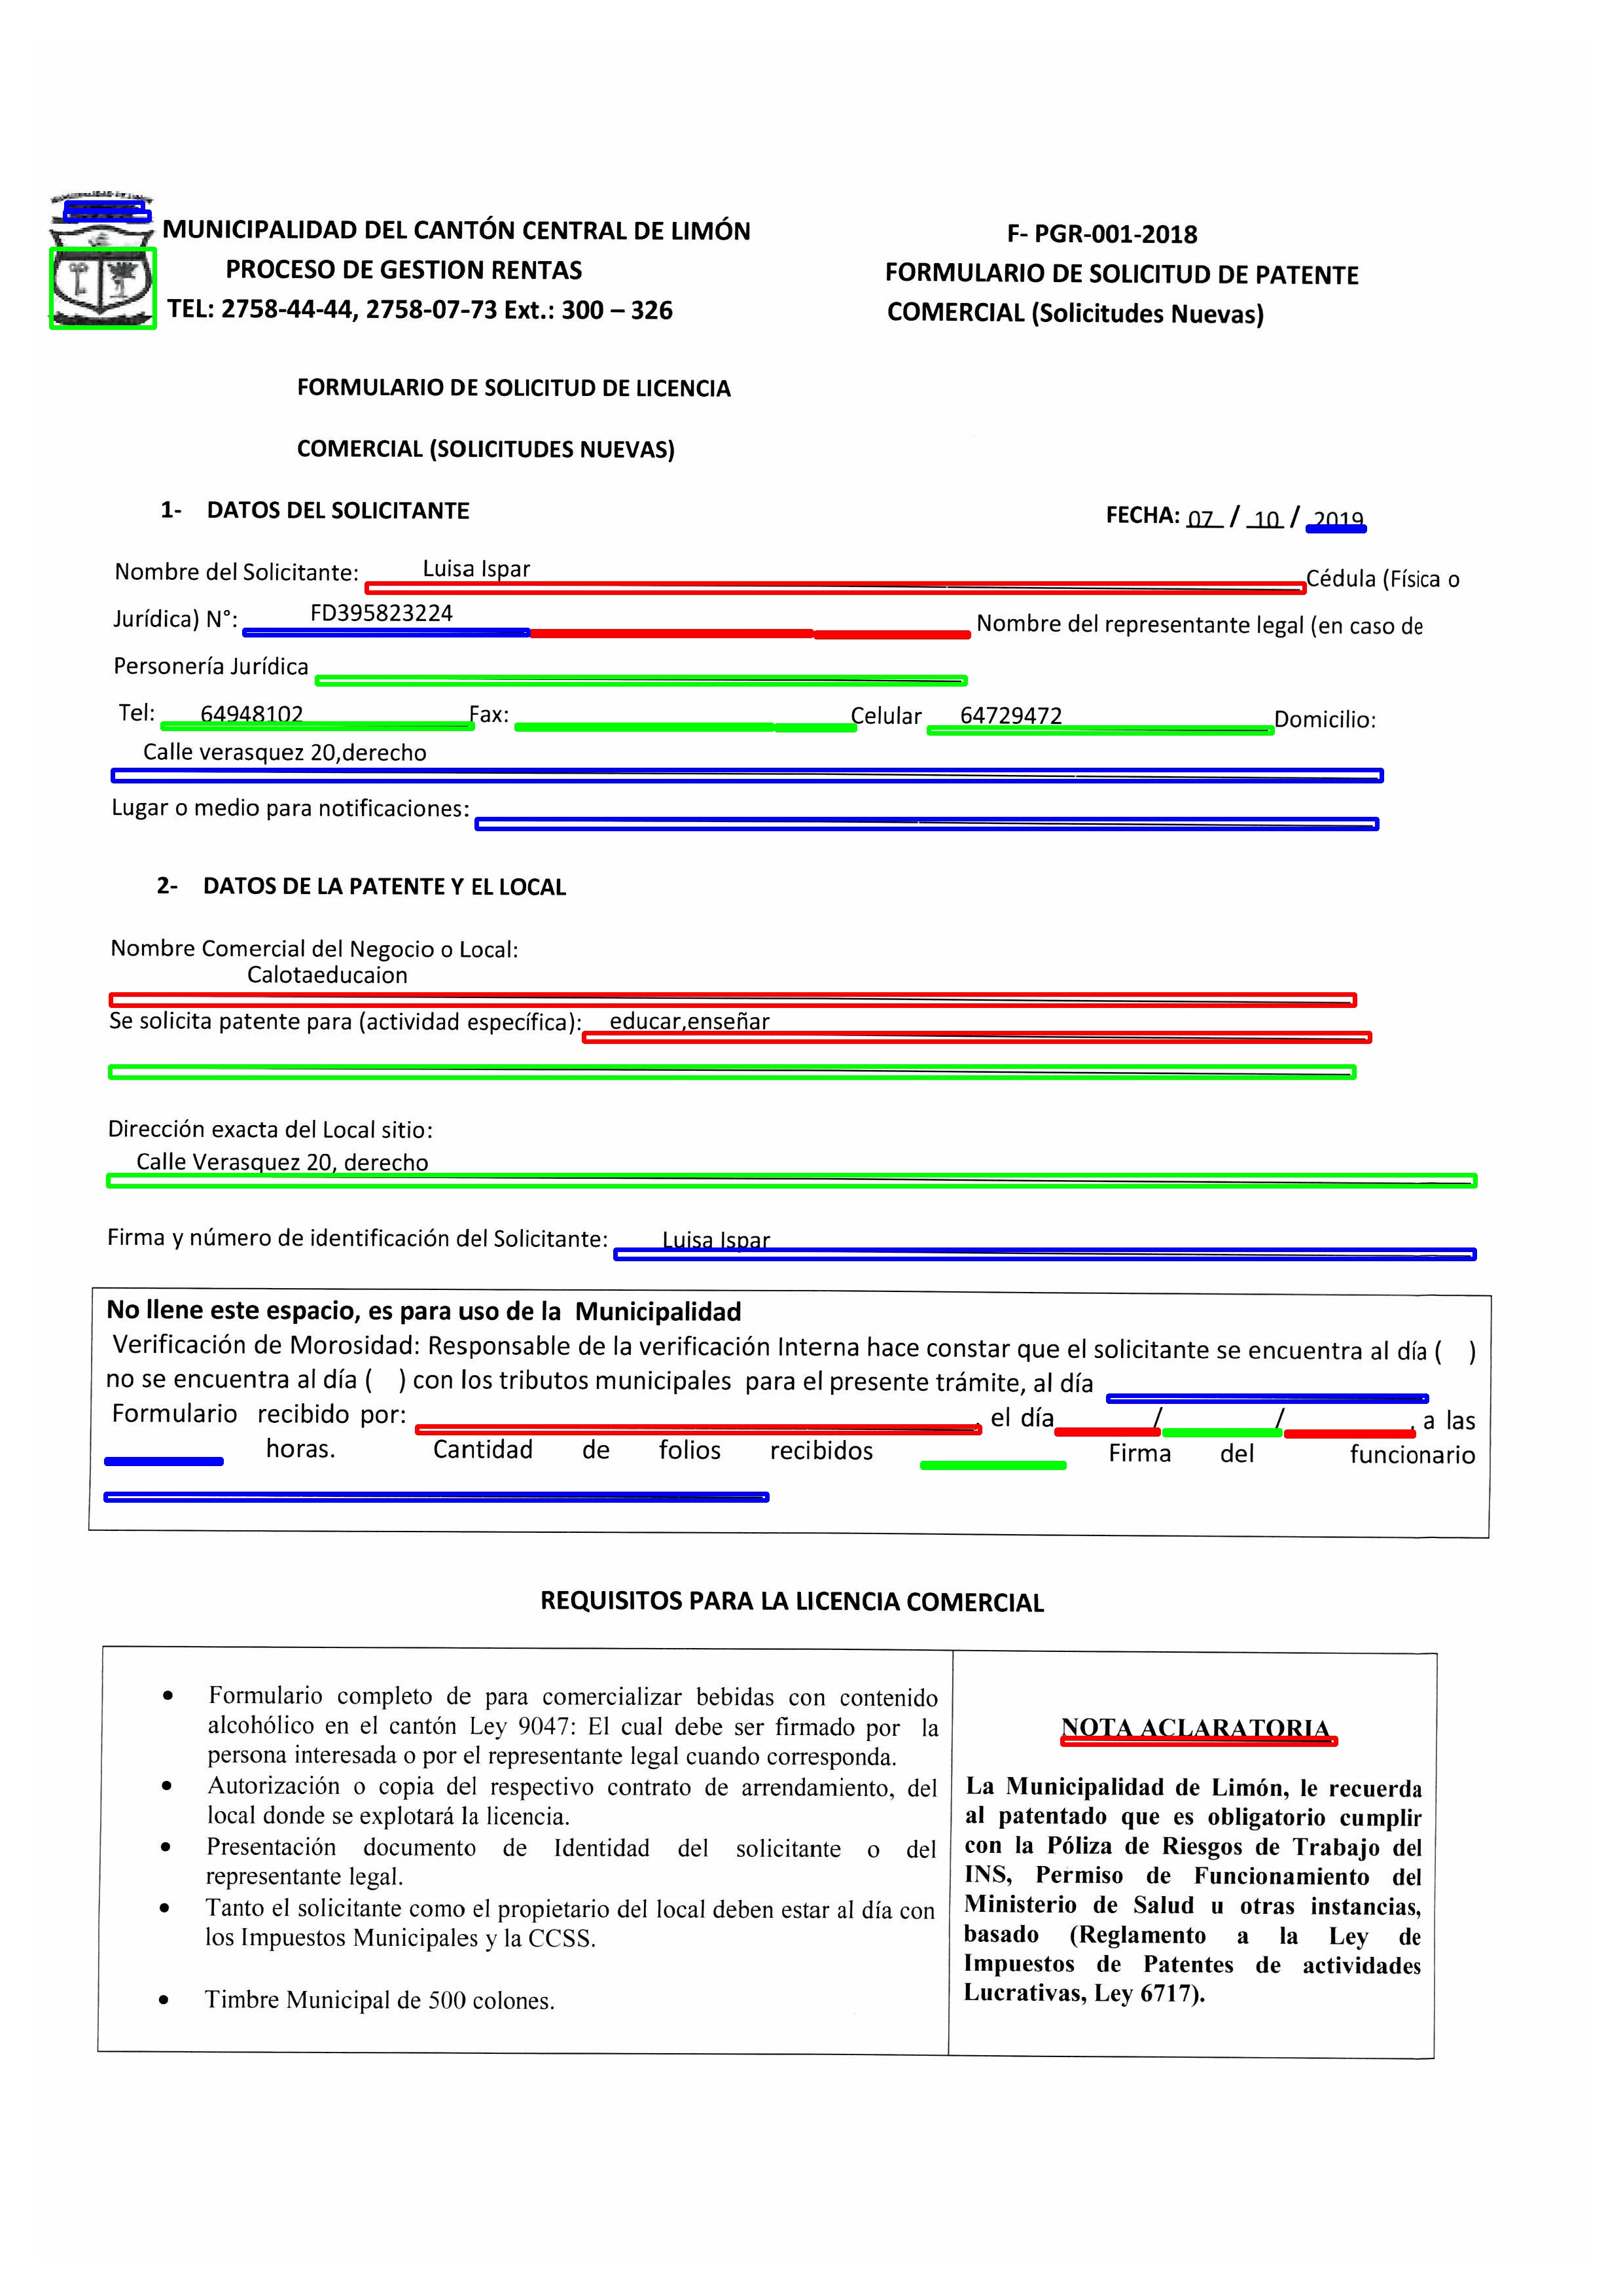 MUNICIPALIDAD DEL CANTÓN CENTRAL DE LIMÓN
PROCESO DE GESTION RENTAS
TEL: 2758-44-44, 2758-07-73 Ext.: 300 – 326
F- PGR-001-2018
FORMULARIO DE SOLICITUD DE PATENTE
COMERCIAL (Solicitudes Nuevas)
FORMULARIO DE SOLICITUD DE LICENCIA
COMERCIAL (SOLICITUDES NUEVAS)
1- DATOS DEL SOLICITANTE FECHA: 07 / 10 / 2019
Nombre del Solicitante: Luisa Ispar Cédula (Física o
Jurídica) N°: FD395823224 Nombre del representante legal (en caso de
Personería Jurídica
Tel: 64948102 Fax: Celular 64729472 Domicilio:
Calle verasquez 20,derecho
Lugar o medio para notificaciones:
2- DATOS DE LA PATENTE Y EL LOCAL
Nombre Comercial del Negocio o Local:
Calotaeducaion
Se solicita patente para (actividad específica): educar,enseñar
Dirección exacta del Local sitio:
Calle Verasquez 20, derecho
Firma y número de identificación del Solicitante: Luisa Ispar
No llene este espacio, es para uso de la Municipalidad
Verificación de Morosidad: Responsable de la verificación Interna hace constar que el solicitante se encuentra al día ( )
no se encuentra al día ( ) con los tributos municipales para el presente trámite, al día
Formulario recibido por: , el día / / , a las
horas. Cantidad de folios recibidos Firma del funcionario
REQUISITOS PARA LA LICENCIA COMERCIAL
• Formulario completo de para comercializar bebidas con contenido
alcohólico en el cantón Ley 9047: El cual debe ser firmado por la
persona interesada o por el representante legal cuando corresponda.
• Autorización o copia del respectivo contrato de arrendamiento, del
local donde se explotará la licencia.
• Presentación documento de Identidad del solicitante o del
representante legal.
• Tanto el solicitante como el propietario del local deben estar al día con
los Impuestos Municipales y la CCSS.
• Timbre Municipal de 500 colones.
NOTA ACLARATORIA
La Municipalidad de Limón, le recuerda
al patentado que es obligatorio cumplir
con la Póliza de Riesgos de Trabajo del
INS, Permiso de Funcionamiento del
Ministerio de Salud u otras instancias,
basado (Reglamento a la Ley de
Impuestos de Patentes de actividades
Lucrativas, Ley 6717).